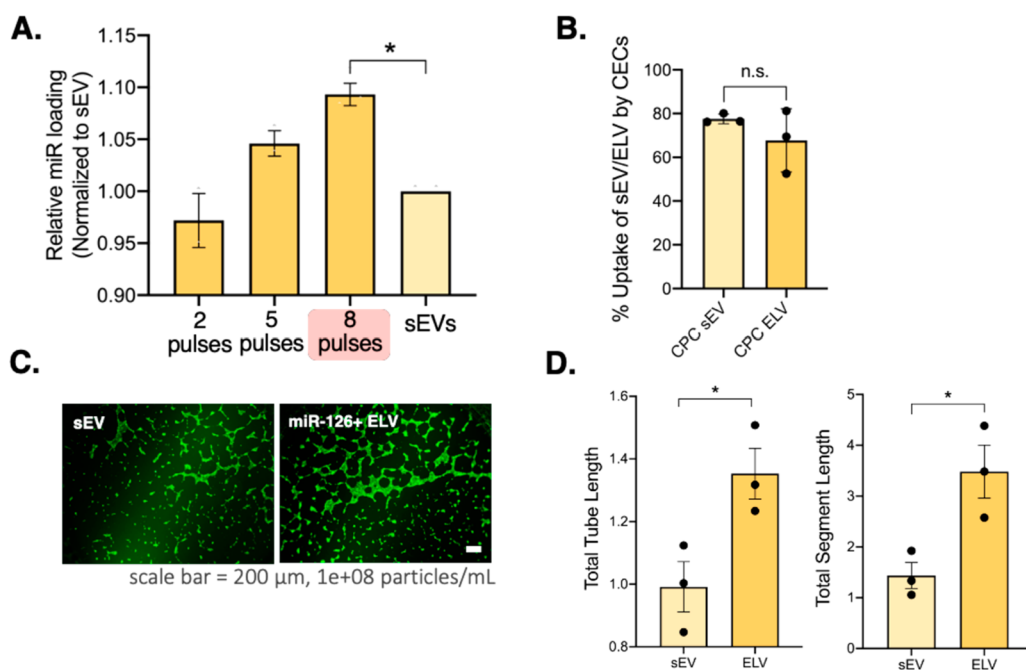 A.
Relative miR loading
(Normalized to sEV)
1.15
1.10
1.05
1.00
0.95
0.90
*
2
pulses
5
pulses
8
pulses
sEVs
B.
% Uptake of sEV/ELV by CECs
100
80
60
40
20
0
n.s.
CPC sEV
CPC ELV
C.
sEV
miR-126+ ELV
scale bar = 200 µm, 1e+08 particles/mL
D.
Total Tube Length
1.6
1.4
1.2
1.0
0.8
*
sEV
ELV
Total Segment Length
5
4
3
2
1
0
*
sEV
ELV